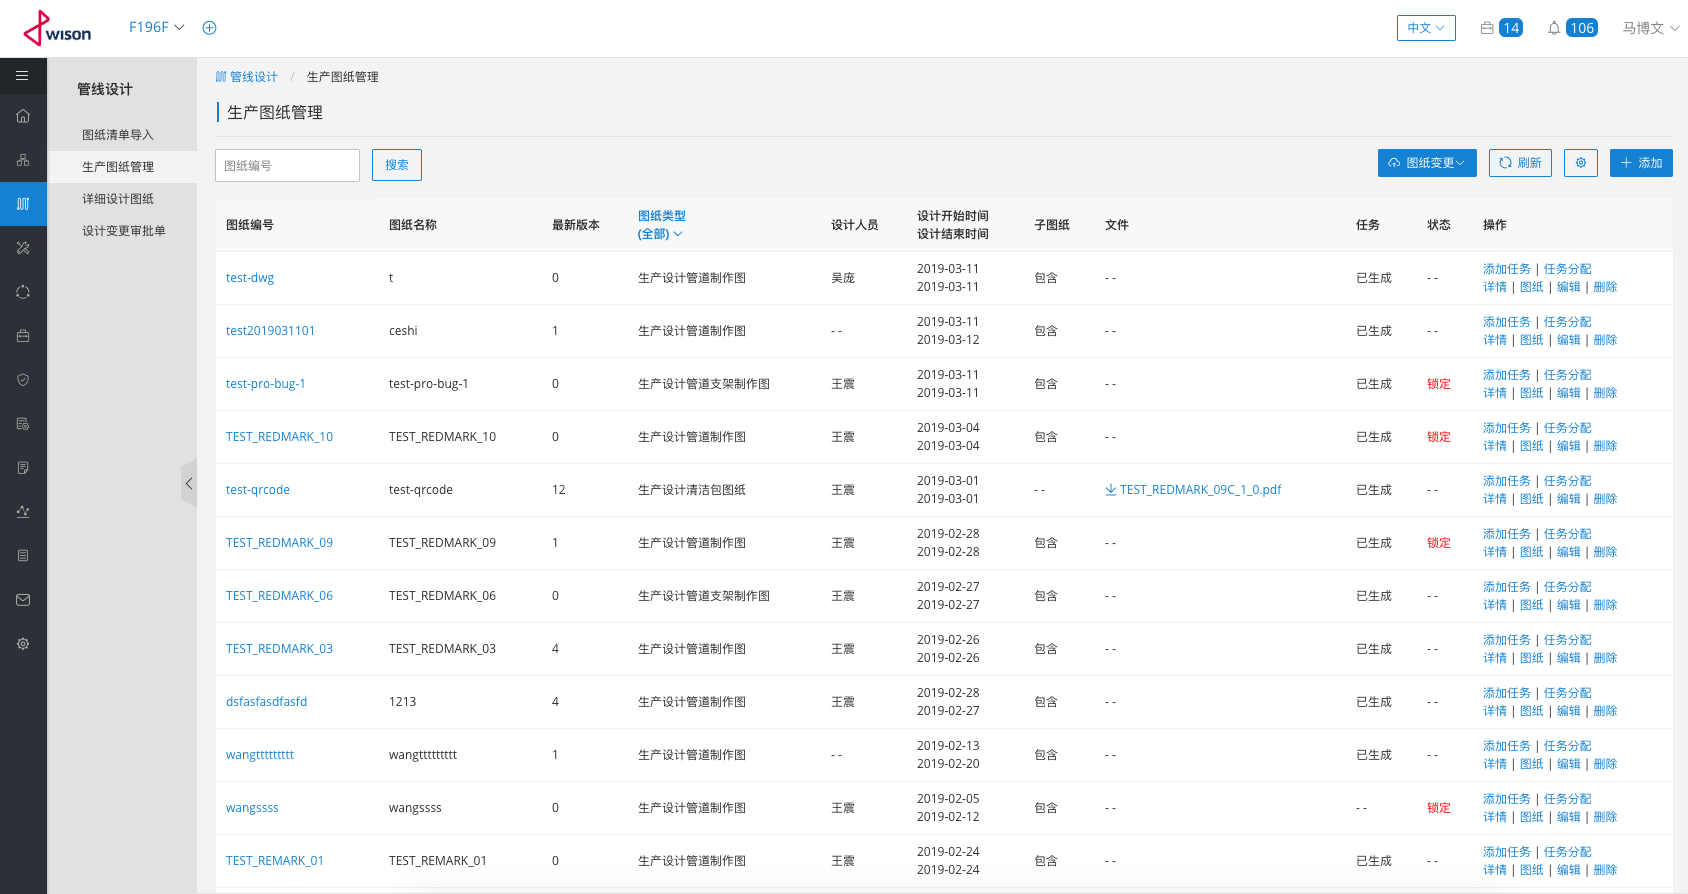 wison
F196F
中文
14
106
马博文
管线设计
图纸清单导入
生产图纸管理
详细设计图纸
设计变更审批单
管线设计 / 生产图纸管理
生产图纸管理
图纸编号
搜索
图纸变更
刷新
添加
图纸编号 图纸名称 最新版本 图纸类型 (全部) 设计人员 设计开始时间 设计结束时间 子图纸 文件 任务 状态 操作
test-dwg t 0 生产设计管道制作图 吴庞 2019-03-11 2019-03-11 包含 - - 已生成 - - 添加任务 | 任务分配
详情 | 图纸 | 编辑 | 删除
test2019031101 ceshi 1 生产设计管道制作图 - - 2019-03-11 2019-03-12 包含 - - 已生成 - - 添加任务 | 任务分配
详情 | 图纸 | 编辑 | 删除
test-pro-bug-1 test-pro-bug-1 0 生产设计管道支架制作图 王震 2019-03-11 2019-03-11 包含 - - 已生成 锁定 添加任务 | 任务分配
详情 | 图纸 | 编辑 | 删除
TEST_REDMARK_10 TEST_REDMARK_10 0 生产设计管道制作图 王震 2019-03-04 2019-03-04 包含 - - 已生成 锁定 添加任务 | 任务分配
详情 | 图纸 | 编辑 | 删除
test-qrcode test-qrcode 12 生产设计清洁包图纸 王震 2019-03-01 2019-03-01 - - TEST_REDMARK_09C_1_0.pdf 已生成 - - 添加任务 | 任务分配
详情 | 图纸 | 编辑 | 删除
TEST_REDMARK_09 TEST_REDMARK_09 1 生产设计管道制作图 王震 2019-02-28 2019-02-28 包含 - - 已生成 锁定 添加任务 | 任务分配
详情 | 图纸 | 编辑 | 删除
TEST_REDMARK_06 TEST_REDMARK_06 0 生产设计管道支架制作图 王震 2019-02-27 2019-02-27 包含 - - 已生成 - - 添加任务 | 任务分配
详情 | 图纸 | 编辑 | 删除
TEST_REDMARK_03 TEST_REDMARK_03 4 生产设计管道制作图 王震 2019-02-26 2019-02-26 包含 - - 已生成 - - 添加任务 | 任务分配
详情 | 图纸 | 编辑 | 删除
dsfasfasdfasfd 1213 4 生产设计管道制作图 王震 2019-02-28 2019-02-27 包含 - - 已生成 - - 添加任务 | 任务分配
详情 | 图纸 | 编辑 | 删除
wangttttttttt wangttttttttt 1 生产设计管道制作图 - - 2019-02-13 2019-02-20 包含 - - 已生成 - - 添加任务 | 任务分配
详情 | 图纸 | 编辑 | 删除
wangssss wangssss 0 生产设计管道制作图 王震 2019-02-05 2019-02-12 包含 - - - - 锁定 添加任务 | 任务分配
详情 | 图纸 | 编辑 | 删除
TEST_REMARK_01 TEST_REMARK_01 0 生产设计管道制作图 王震 2019-02-24 2019-02-24 包含 - - 已生成 - - 添加任务 | 任务分配
详情 | 图纸 | 编辑 | 删除